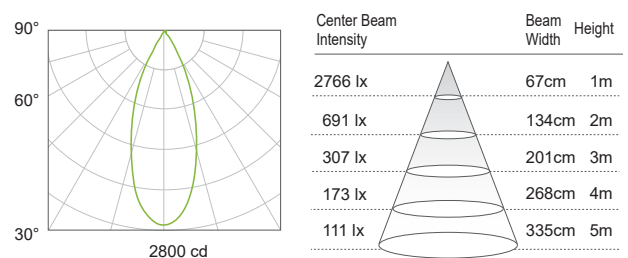 90°
60°
30°
2800 cd
Center Beam
Intensity
Beam
Width
Height
2766 lx
67cm
1m
691 lx
134cm
2m
307 lx
201cm
3m
173 lx
268cm
4m
111 lx
335cm
5m